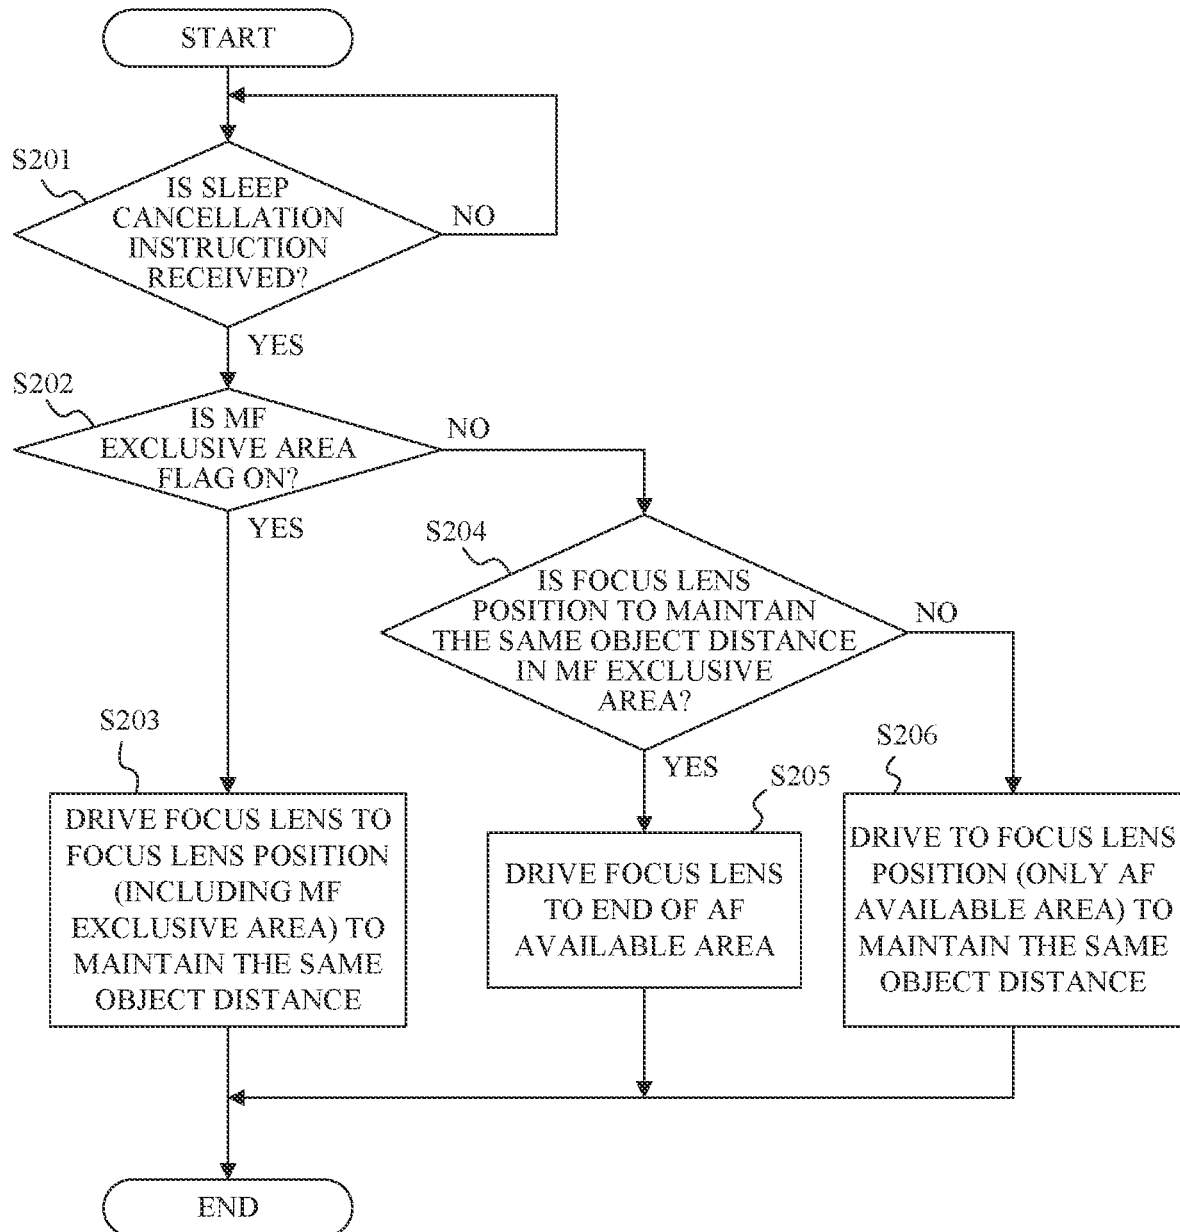 START
S201
IS SLEEP
CANCELLATION
INSTRUCTION
RECEIVED?
NO
YES
S202
IS MF
EXCLUSIVE AREA
FLAG ON?
NO
YES
S204
IS FOCUS LENS
POSITION TO MAINTAIN
THE SAME OBJECT DISTANCE
IN MF EXCLUSIVE
AREA?
NO
YES
S203
DRIVE FOCUS LENS TO
FOCUS LENS POSITION
(INCLUDING MF
EXCLUSIVE AREA) TO
MAINTAIN THE SAME
OBJECT DISTANCE
S205
DRIVE FOCUS LENS
TO END OF AF
AVAILABLE AREA
S206
DRIVE TO FOCUS LENS
POSITION (ONLY AF
AVAILABLE AREA) TO
MAINTAIN THE SAME
OBJECT DISTANCE
END